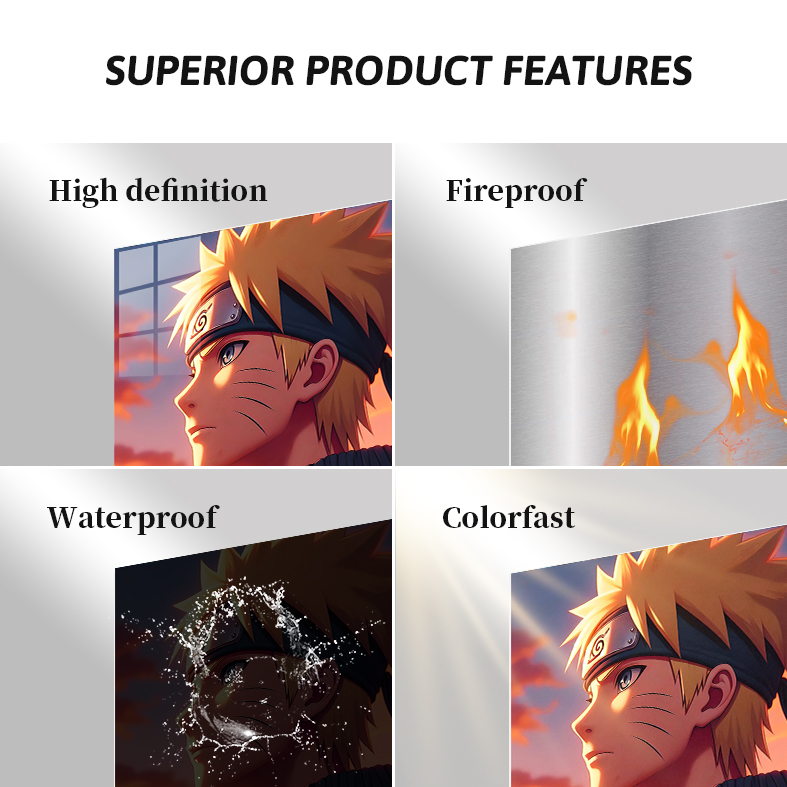 SUPERIOR PRODUCT FEATURES
High definition
Fireproof
Waterproof
Colorfast